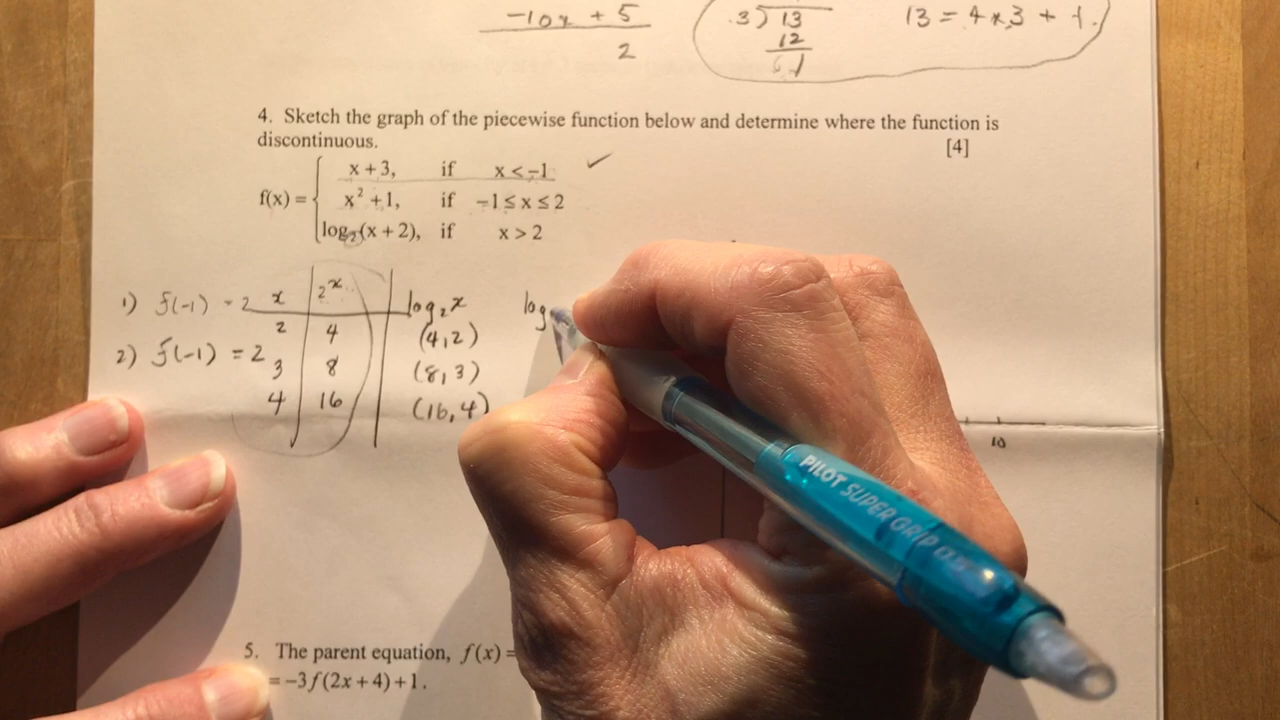 -10x + 5
2
3) 13
12
1
13 = 4 x 3 + 1.
4. Sketch the graph of the piecewise function below and determine where the function is
discontinuous. [4]
x + 3, if x < -1
f(x) = x² + 1, if -1 ≤ x ≤ 2
log₂(x + 2), if x > 2
1) f(-1) = 2
2) f(-1) = 2
x 2ˣ log₂x
2 4 (4,2)
3 8 (8,3)
4 16 (16,4)
log
10
PILOT SUPER GRIP
5. The parent equation, f(x) =
= -3f(2x + 4) + 1.